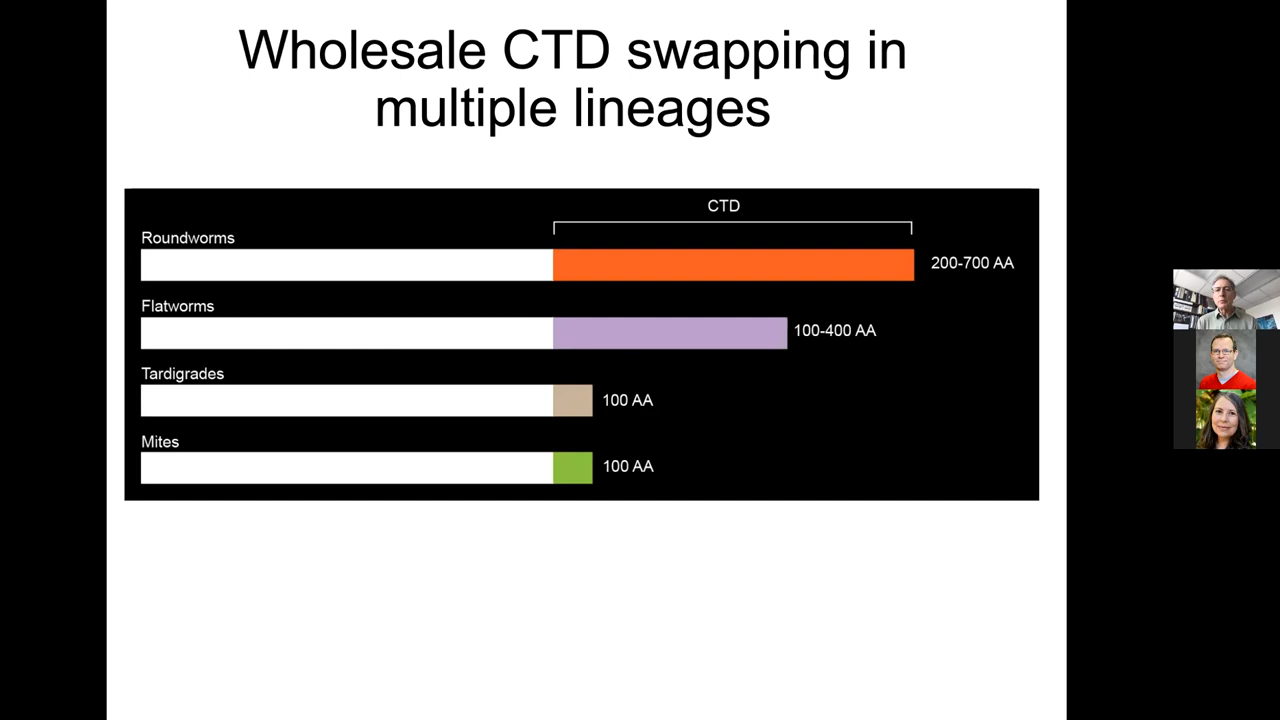 Wholesale CTD swapping in
multiple lineages
CTD
Roundworms
200-700 AA
Flatworms
100-400 AA
Tardigrades
100 AA
Mites
100 AA